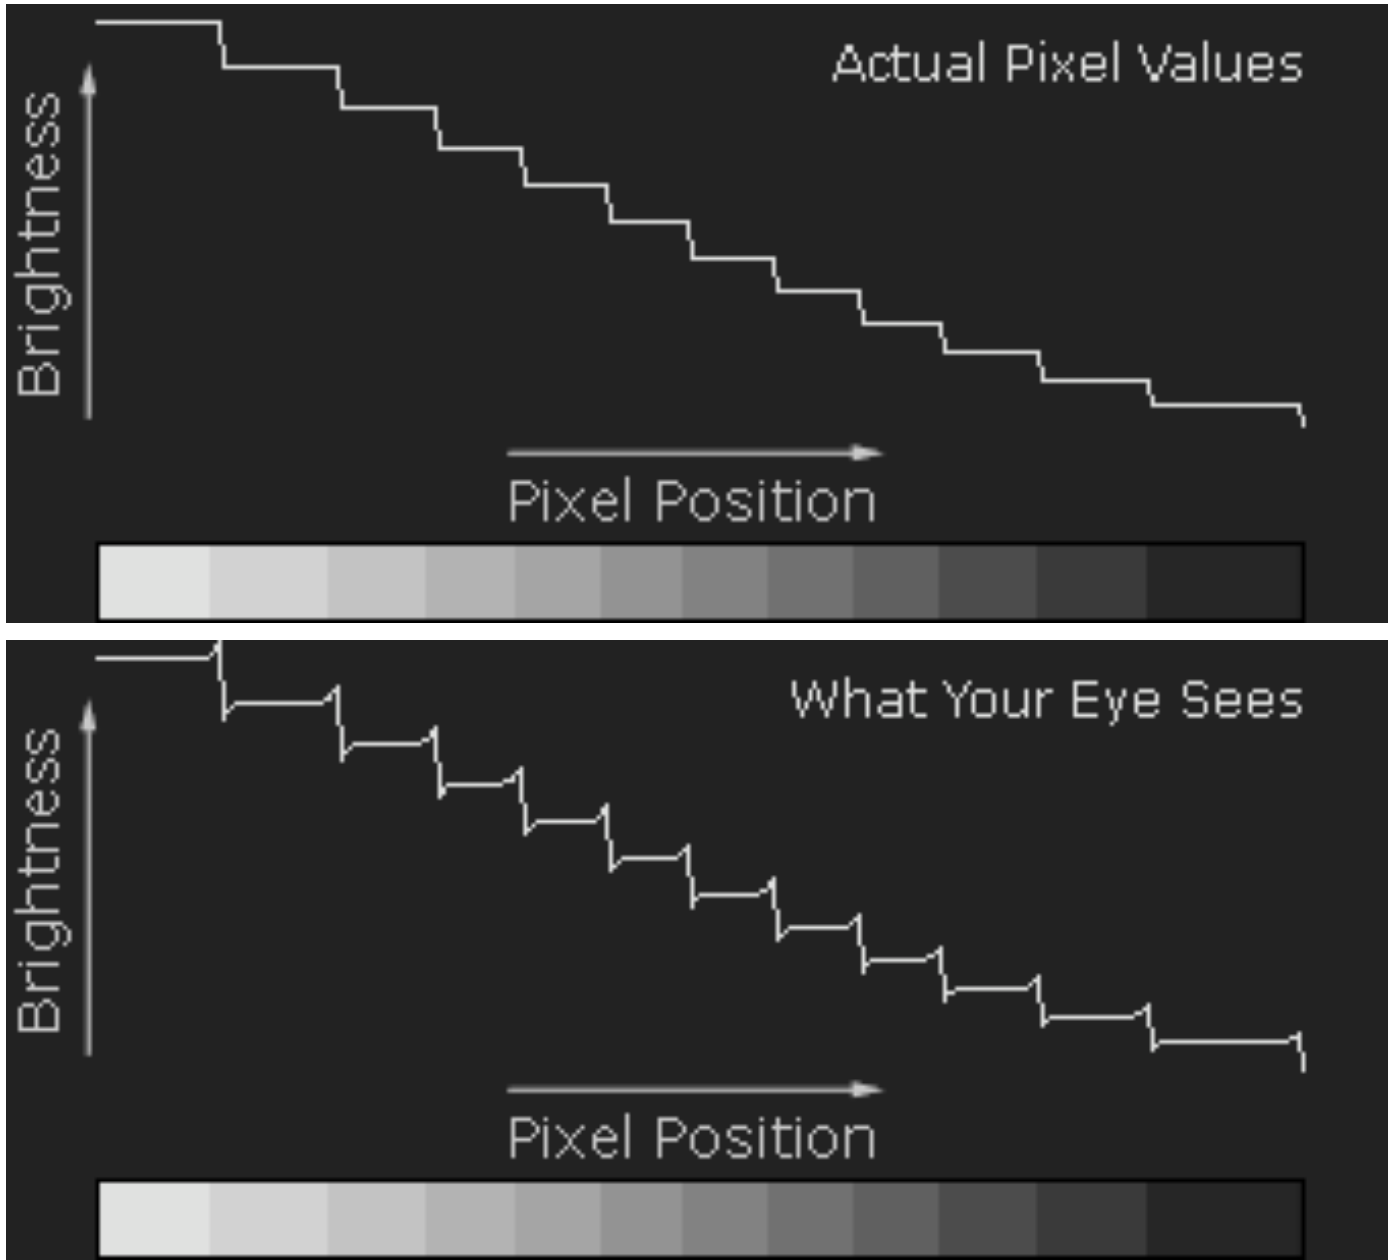 Actual Pixel Values
Brightness
Pixel Position
What Your Eye Sees
Brightness
Pixel Position